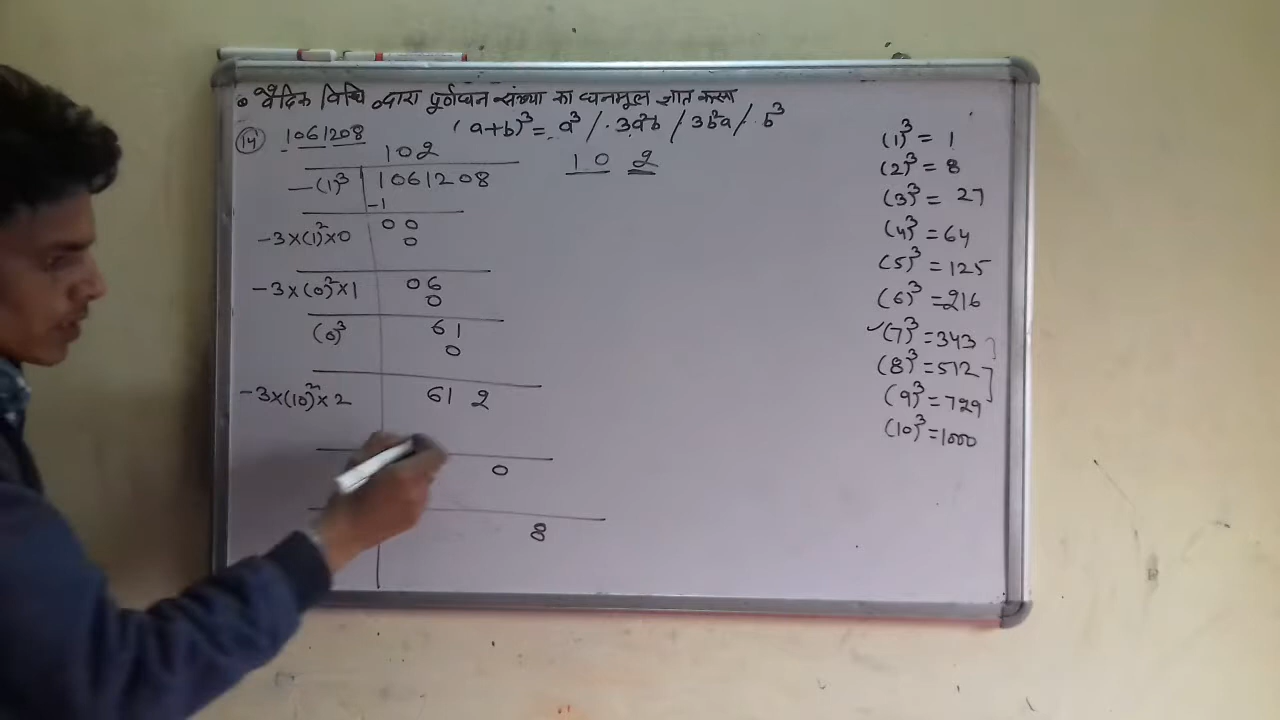 • वैदिक विधि द्वारा पूर्णघन संख्या का घनमूल ज्ञात करना
(a+b)³ = a³ / 3a²b / 3b²a / b³
(14) 1061208
102
10 2
-(1)³ 1061208
-1
-3×(1)²×0 00
0
-3×(0)²×1 06
0
(0)³ 61
0
-3×(10)²×2 61 2
0
8
(1)³ = 1
(2)³ = 8
(3)³ = 27
(4)³ = 64
(5)³ = 125
(6)³ = 216
✓(7)³ = 343
(8)³ = 512
(9)³ = 729
(10)³ = 1000